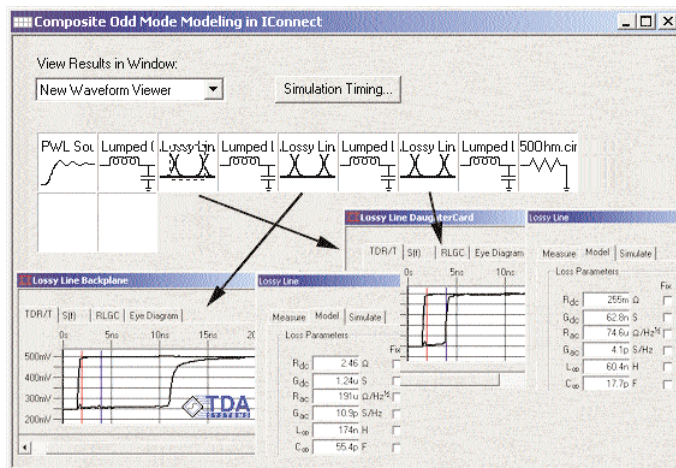 Composite Odd Mode Modeling in IConnect
View Results in Window:
New Waveform Viewer
Simulation Timing...
PWL Sou Lumped ( .Lossy Lin. Lumped L .Lossy Lin. Lumped L .Lossy Lin. Lumped L 50Ohm.cir
Lossy Line DaughterCard
TDR/T S(f) RLGC Eye Diagram
0s 5ns 10ns
Lossy Line
Measure Model Simulate
Loss Parameters
Fix
Rdc 255m Ω
Gdc 62.8n S
Rac 74.6u Ω/Hz½
Gac 4.1p S/Hz
L∞ 60.4n H
C∞ 17.7p F
Lossy Line Backplane
TDR/T S(f) RLGC Eye Diagram
0s 5ns 10ns 15ns 20
500mV
400mV
300mV
200mV
TDA
SYSTEMS
Lossy Line
Measure Model Simulate
Loss Parameters
Fix
Rdc 2.46 Ω
Gdc 1.24u S
Rac 191u Ω/Hz½
Gac 10.9p S/Hz
L∞ 174n H
C∞ 55.4p F